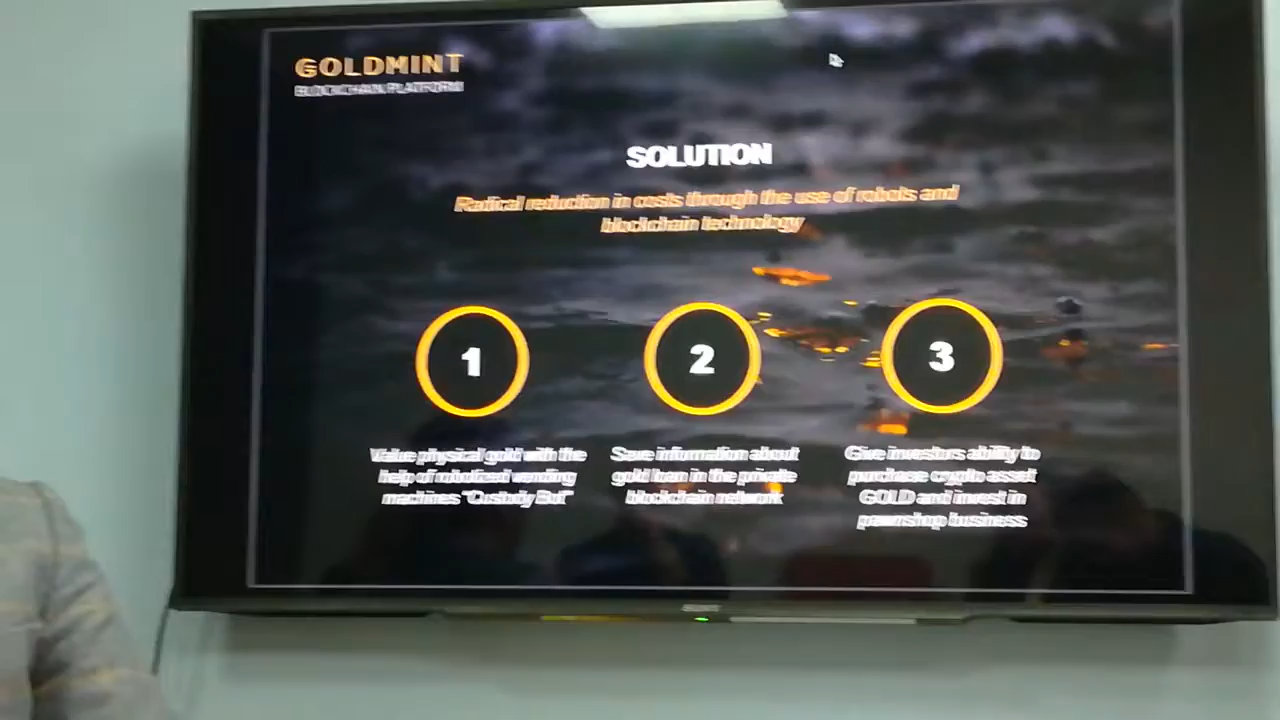 GOLDMINT
BLOCKCHAIN PLATFORM
SOLUTION
Radical reduction in costs through the use of robots and
blockchain technology
1
2
3
Value physical gold with the
help of robotized vending
machines "Custody Bot"
Save information about
gold here in the private
blockchain network
Give investors ability to
purchase crypto asset
GOLD and invest in
pawnshop business
SONY